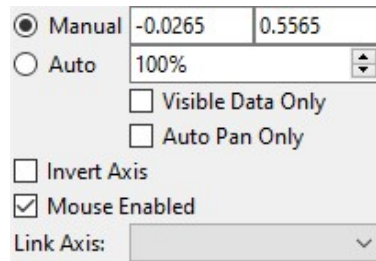 Manual -0.0265 0.5565
Auto 100%
Visible Data Only
Auto Pan Only
Invert Axis
Mouse Enabled
Link Axis: